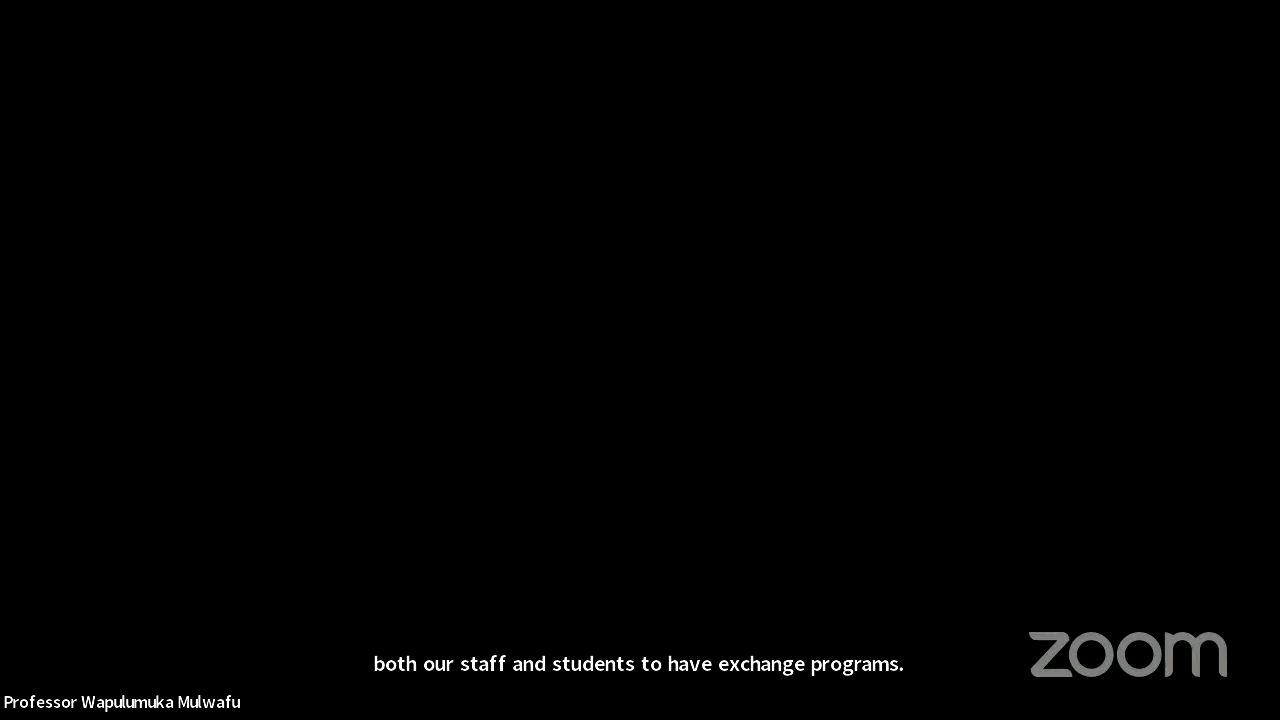 both our staff and students to have exchange programs.
zoom
Professor Wapulumuka Mulwafu